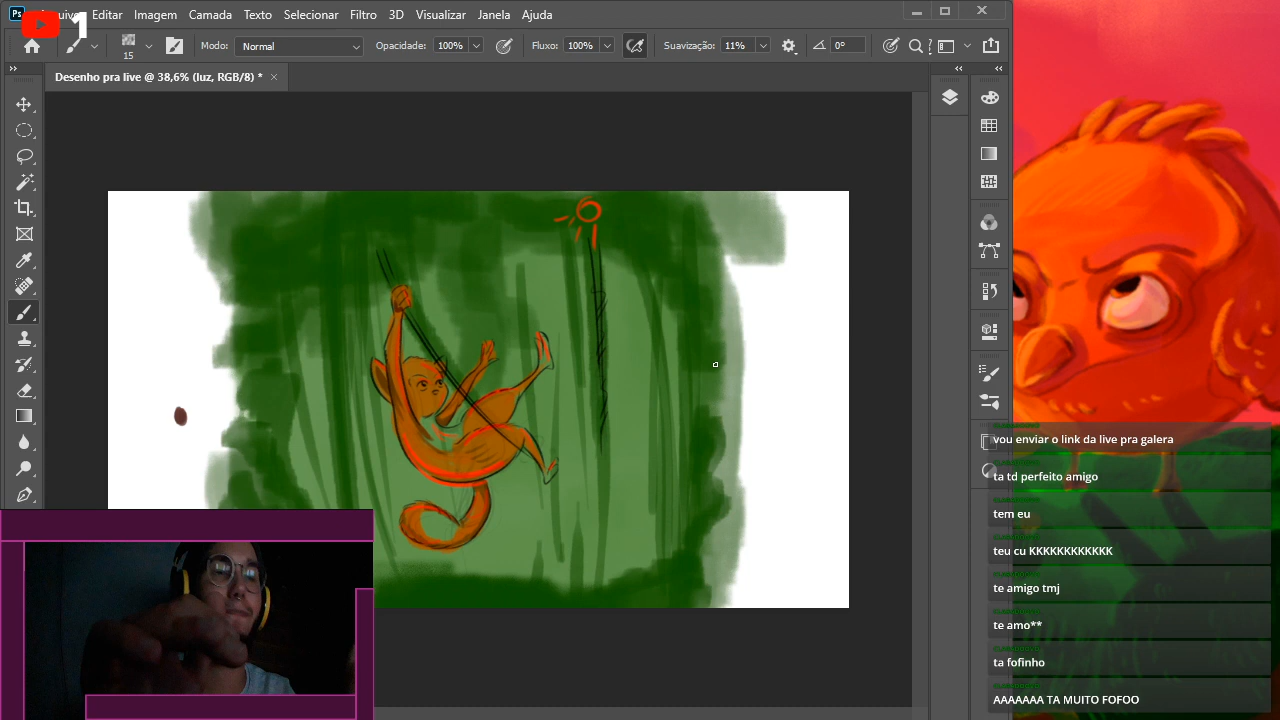 Ps
Arquivo Editar Imagem Camada Texto Selecionar Filtro 3D Visualizar Janela Ajuda
1
15
Modo: Normal
Opacidade: 100%
Fluxo: 100%
Suavização: 11%
0°
Desenho pra live @ 38,6% (luz, RGB/8) *
vou enviar o link da live pra galera
ta td perfeito amigo
tem eu
teu cu KKKKKKKKKKKK
te amigo tmj
te amo**
ta fofinho
AAAAAAA TA MUITO FOFOO